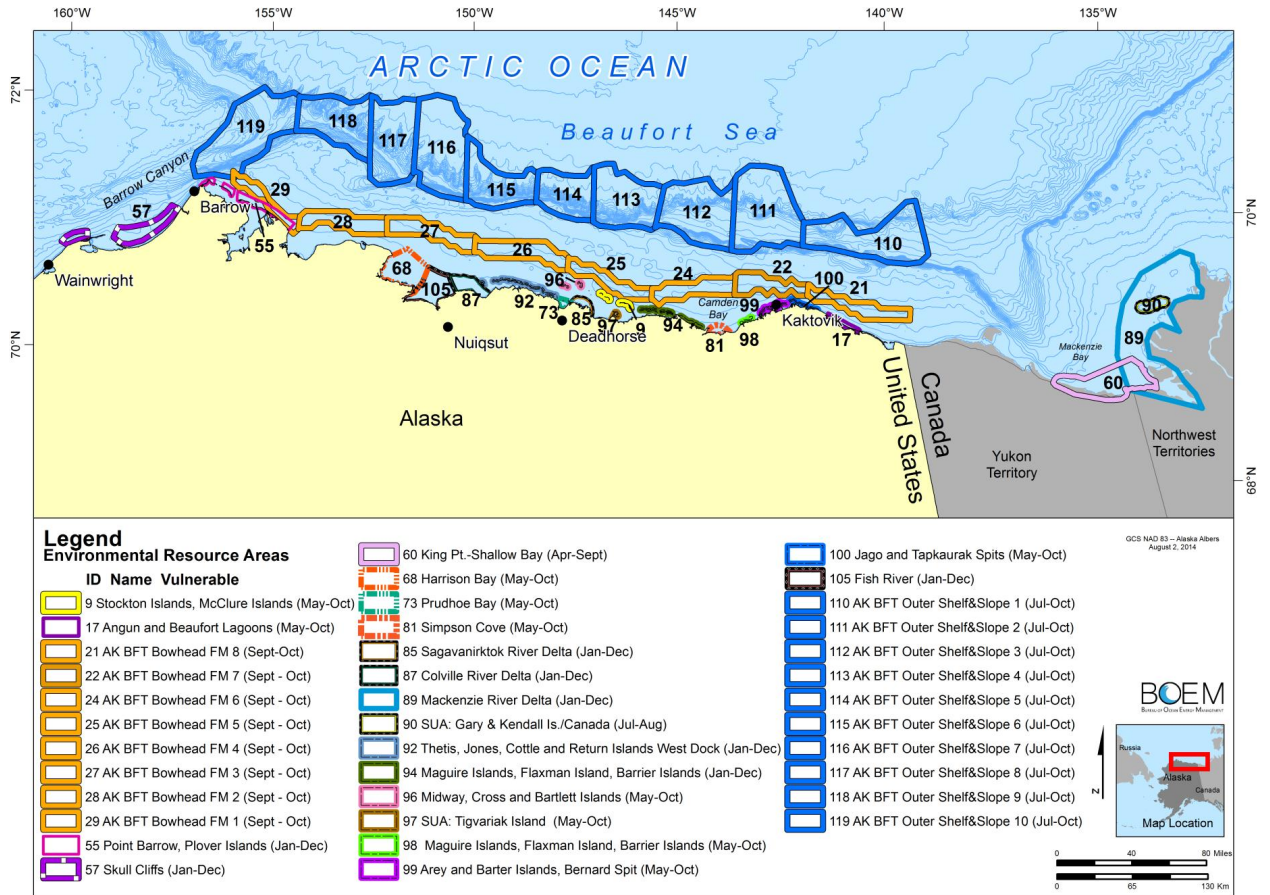 160°W
155°W
150°W
145°W
140°W
135°W
72°N
70°N
70°N
68°N
ARCTIC OCEAN
Beaufort Sea
Barrow Canyon
119
118
117
116
115
114
113
112
111
110
57
29
28
27
26
25
24
22
100
21
55
68
105
87
92
96
73
85
97
9
94
81
98
99
17
90
89
60
Barrow
Wainwright
Nuiqsut
Deadhorse
Camden
Bay
Kaktovik
Mackenzie
Bay
Alaska
United States
Canada
Yukon
Territory
Northwest
Territories
Legend
Environmental Resource Areas
ID Name Vulnerable
9 Stockton Islands, McClure Islands (May-Oct)
17 Angun and Beaufort Lagoons (May-Oct)
21 AK BFT Bowhead FM 8 (Sept-Oct)
22 AK BFT Bowhead FM 7 (Sept - Oct)
24 AK BFT Bowhead FM 6 (Sept - Oct)
25 AK BFT Bowhead FM 5 (Sept - Oct)
26 AK BFT Bowhead FM 4 (Sept - Oct)
27 AK BFT Bowhead FM 3 (Sept - Oct)
28 AK BFT Bowhead FM 2 (Sept - Oct)
29 AK BFT Bowhead FM 1 (Sept - Oct)
55 Point Barrow, Plover Islands (Jan-Dec)
57 Skull Cliffs (Jan-Dec)
60 King Pt.-Shallow Bay (Apr-Sept)
68 Harrison Bay (May-Oct)
73 Prudhoe Bay (May-Oct)
81 Simpson Cove (May-Oct)
85 Sagavanirktok River Delta (Jan-Dec)
87 Colville River Delta (Jan-Dec)
89 Mackenzie River Delta (Jan-Dec)
90 SUA: Gary & Kendall Is./Canada (Jul-Aug)
92 Thetis, Jones, Cottle and Return Islands West Dock (Jan-Dec)
94 Maguire Islands, Flaxman Island, Barrier Islands (Jan-Dec)
96 Midway, Cross and Bartlett Islands (May-Oct)
97 SUA: Tigvariak Island (May-Oct)
98 Maguire Islands, Flaxman Island, Barrier Islands (May-Oct)
99 Arey and Barter Islands, Bernard Spit (May-Oct)
100 Jago and Tapkaurak Spits (May-Oct)
105 Fish River (Jan-Dec)
110 AK BFT Outer Shelf&Slope 1 (Jul-Oct)
111 AK BFT Outer Shelf&Slope 2 (Jul-Oct)
112 AK BFT Outer Shelf&Slope 3 (Jul-Oct)
113 AK BFT Outer Shelf&Slope 4 (Jul-Oct)
114 AK BFT Outer Shelf&Slope 5 (Jul-Oct)
115 AK BFT Outer Shelf&Slope 6 (Jul-Oct)
116 AK BFT Outer Shelf&Slope 7 (Jul-Oct)
117 AK BFT Outer Shelf&Slope 8 (Jul-Oct)
118 AK BFT Outer Shelf&Slope 9 (Jul-Oct)
119 AK BFT Outer Shelf&Slope 10 (Jul-Oct)
GCS NAD 83 -- Alaska Albers
August 2, 2014
BOEM
BUREAU OF OCEAN ENERGY MANAGEMENT
N
Russia
Alaska
Canada
Map Location
0 40 80 Miles
0 65 130 Km